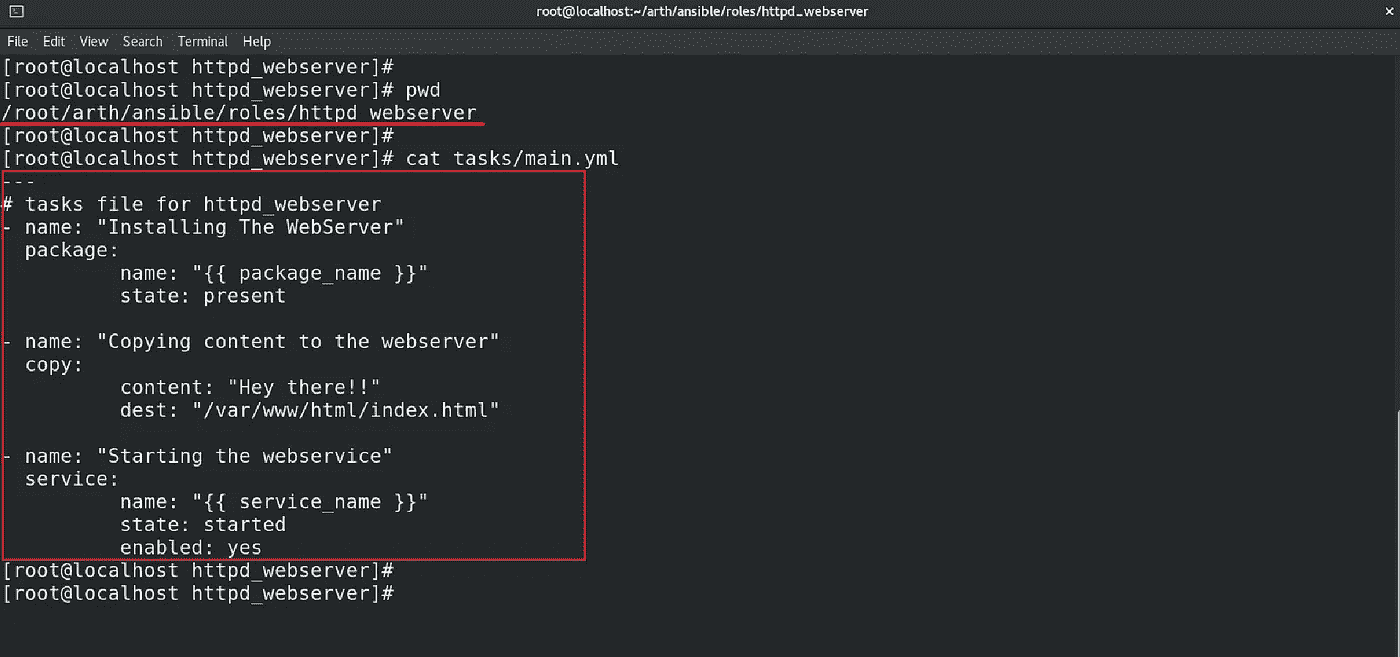 root@localhost:~/arth/ansible/roles/httpd_webserver
File Edit View Search Terminal Help
[root@localhost httpd_webserver]#
[root@localhost httpd_webserver]# pwd
/root/arth/ansible/roles/httpd_webserver
[root@localhost httpd_webserver]#
[root@localhost httpd_webserver]# cat tasks/main.yml
---
# tasks file for httpd_webserver
- name: "Installing The WebServer"
  package:
          name: "{{ package_name }}"
          state: present

- name: "Copying content to the webserver"
  copy:
          content: "Hey there!!"
          dest: "/var/www/html/index.html"

- name: "Starting the webservice"
  service:
          name: "{{ service_name }}"
          state: started
          enabled: yes
[root@localhost httpd_webserver]#
[root@localhost httpd_webserver]#